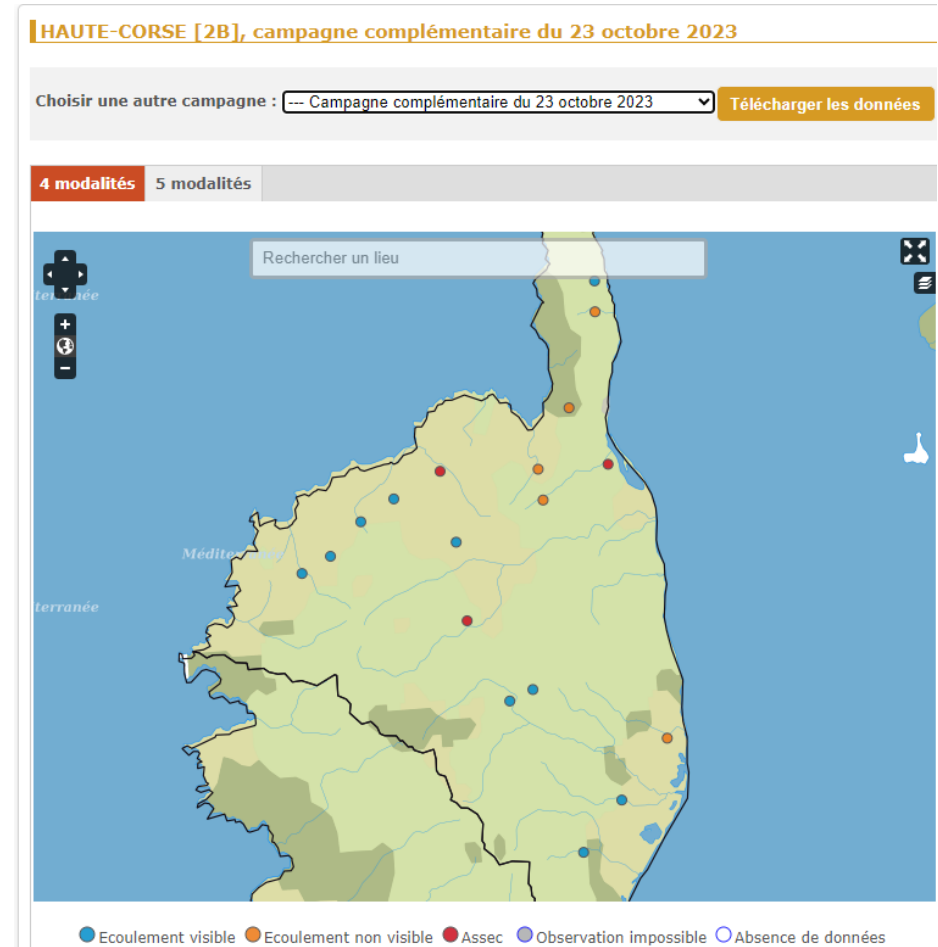 HAUTE-CORSE [2B], campagne complémentaire du 23 octobre 2023
Choisir une autre campagne : --- Campagne complémentaire du 23 octobre 2023 Télécharger les données
4 modalités 5 modalités
Rechercher un lieu
terranée
+
−
Médite
terranée
Ecoulement visible Ecoulement non visible Assec Observation impossible Absence de données